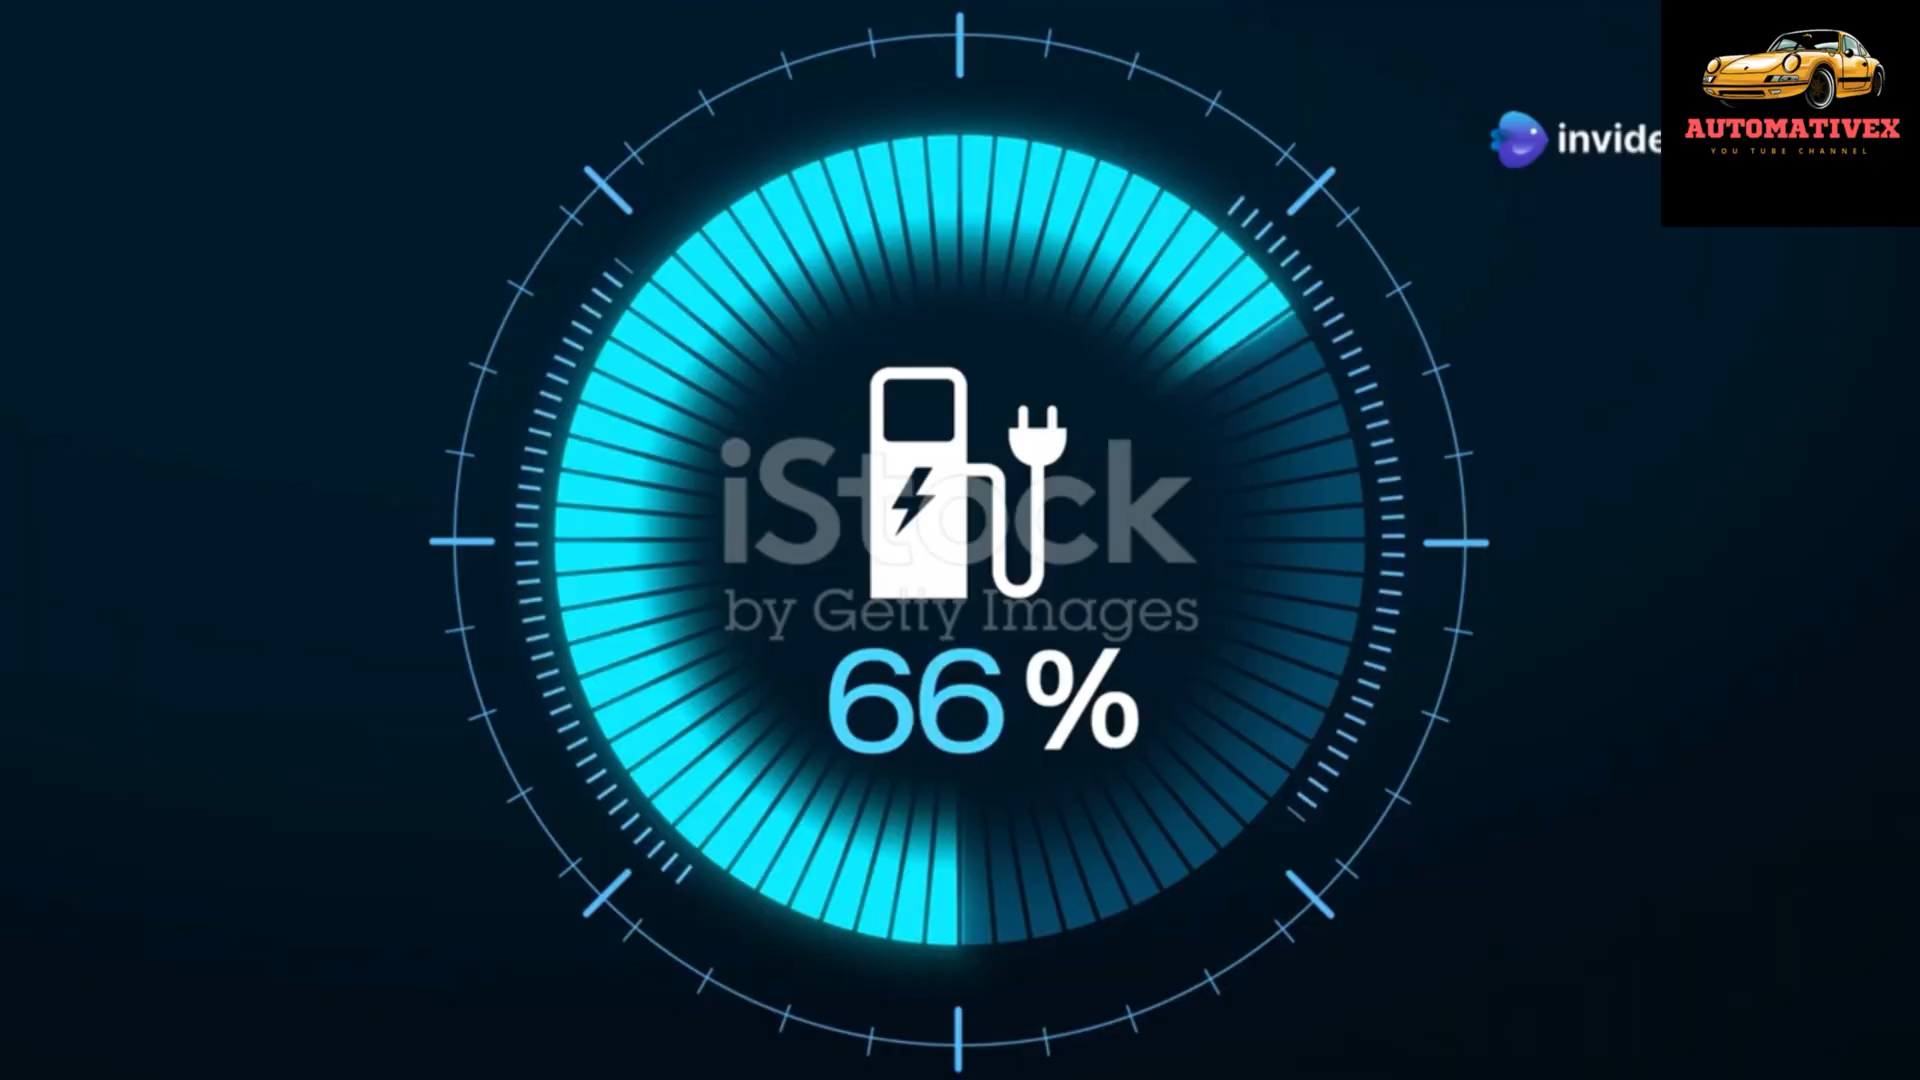 invide
AUTOMATIVEX
YOU TUBE CHANNEL
iStock
by Getty Images
66%